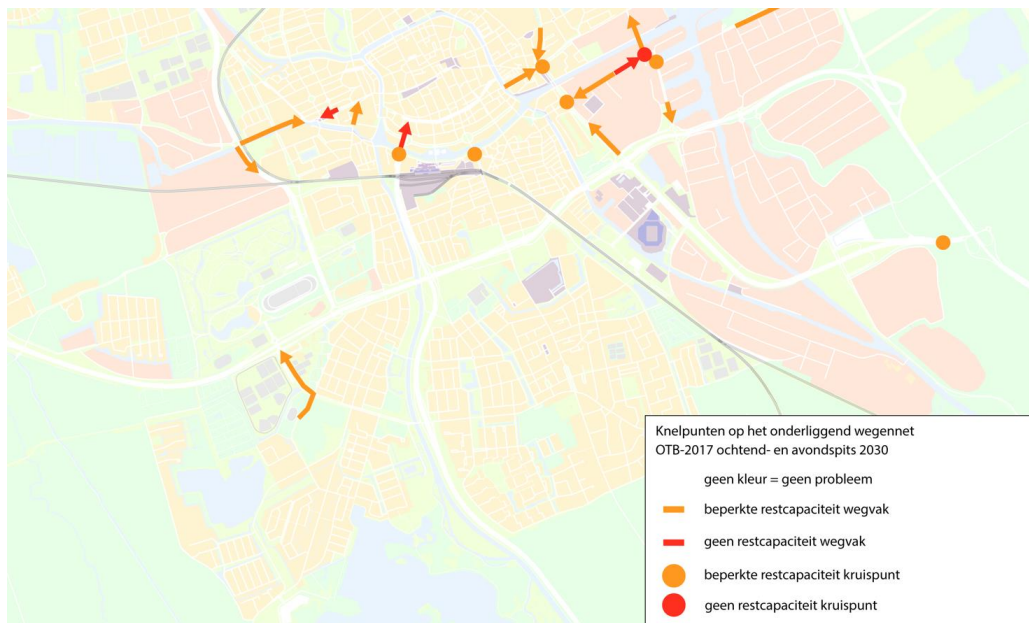 Knelpunten op het onderliggend wegennet
OTB-2017 ochtend- en avondspits 2030
geen kleur = geen probleem
beperkte restcapaciteit wegvak
geen restcapaciteit wegvak
beperkte restcapaciteit kruispunt
geen restcapaciteit kruispunt